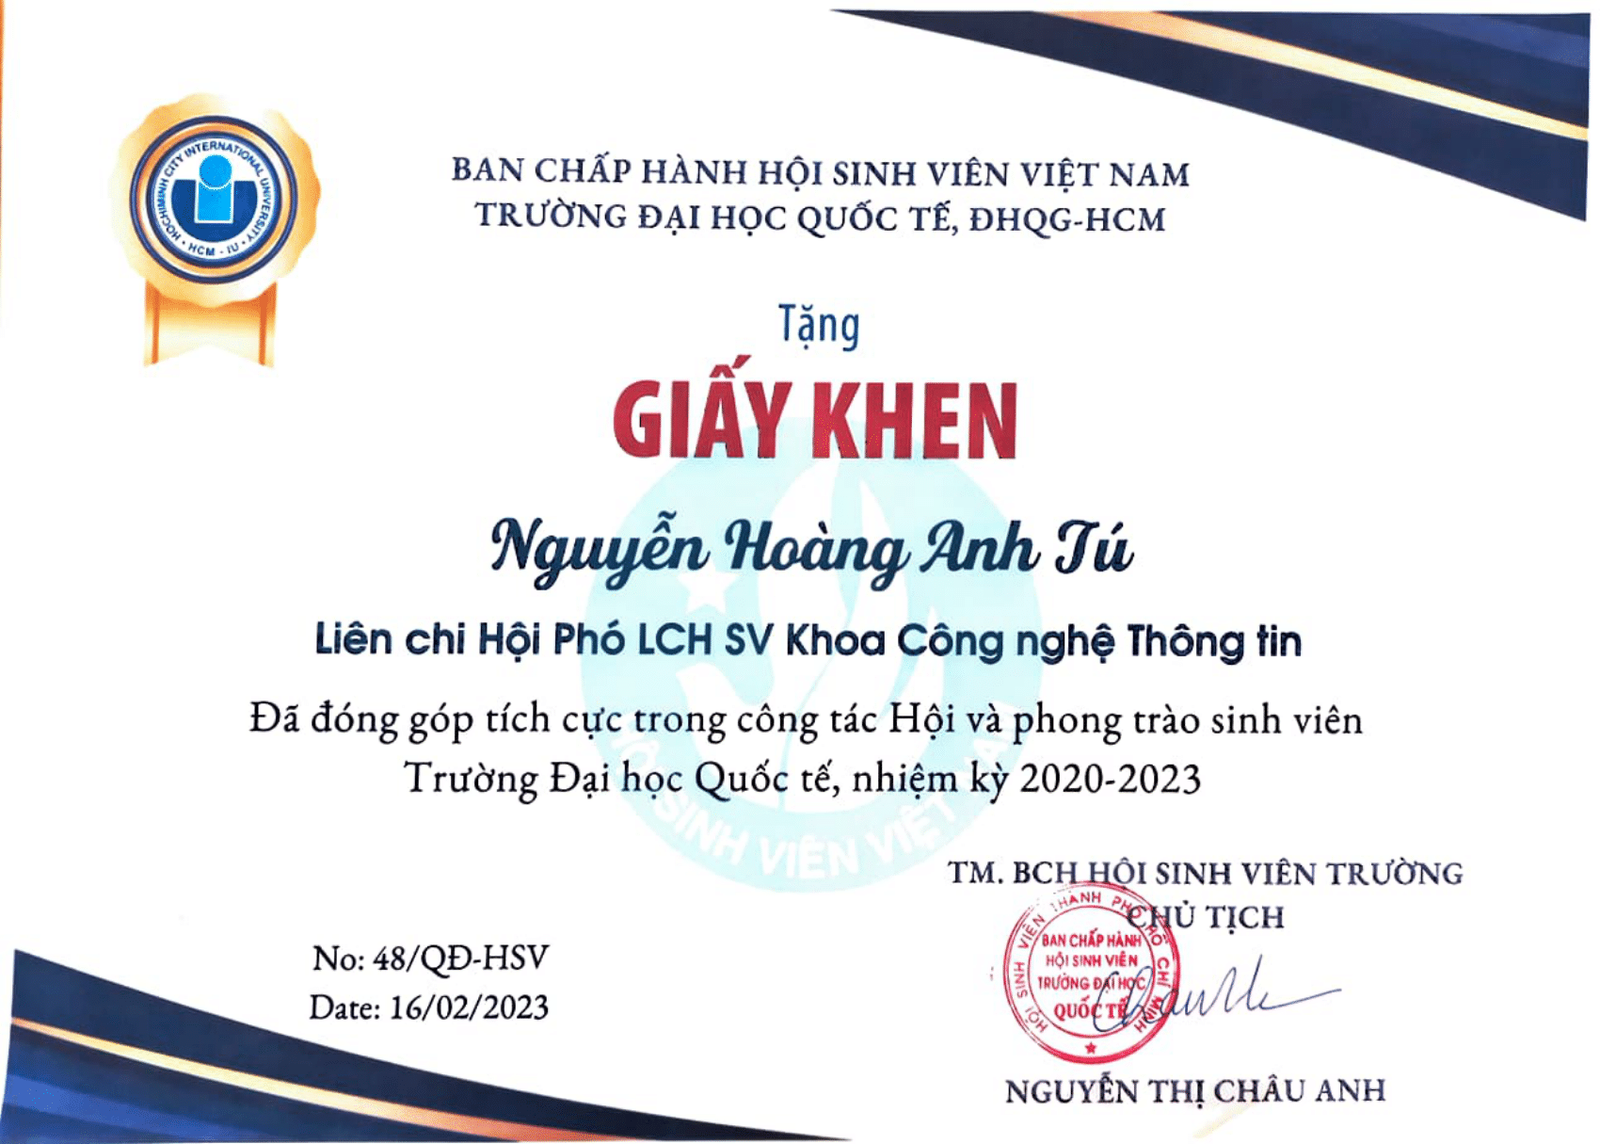 HOCHIMINH CITY INTERNATIONAL UNIVERSITY
HCM - IU
BAN CHẤP HÀNH HỘI SINH VIÊN VIỆT NAM
TRƯỜNG ĐẠI HỌC QUỐC TẾ, ĐHQG-HCM
Tặng
GIẤY KHEN
Nguyễn Hoàng Anh Tú
Liên chi Hội Phó LCH SV Khoa Công nghệ Thông tin
Đã đóng góp tích cực trong công tác Hội và phong trào sinh viên
Trường Đại học Quốc tế, nhiệm kỳ 2020-2023
HỘI SINH VIÊN VIỆT NAM
TM. BCH HỘI SINH VIÊN TRƯỜNG
CHỦ TỊCH
HỘI SINH VIÊN THÀNH PHỐ HỒ CHÍ MINH
BAN CHẤP HÀNH
HỘI SINH VIÊN
TRƯỜNG ĐẠI HỌC
QUỐC TẾ
No: 48/QĐ-HSV
Date: 16/02/2023
NGUYỄN THỊ CHÂU ANH